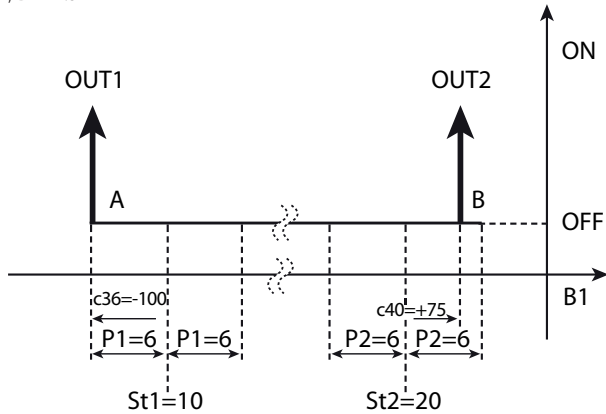 ON
OUT1 OUT2
A B
OFF
B1
c36=-100 c40=+75
P1=6 P1=6 P2=6 P2=6
St1=10 St2=20